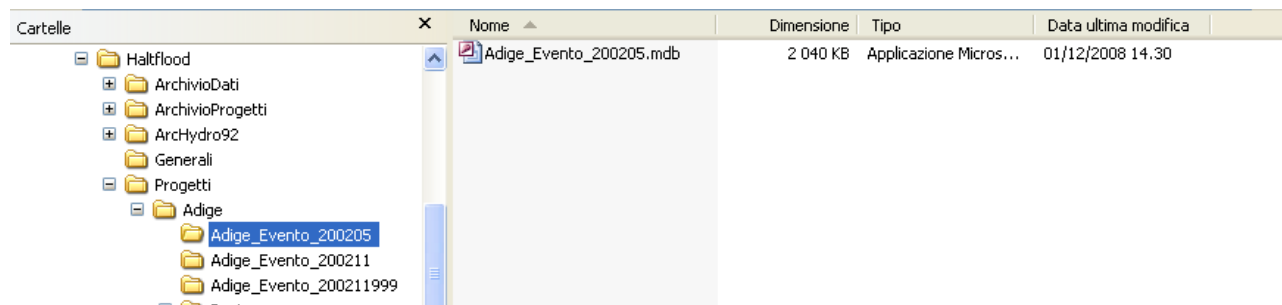 Cartelle
Haltflood
ArchivioDati
ArchivioProgetti
ArcHydro92
Generali
Progetti
Adige
Adige_Evento_200205
Adige_Evento_200211
Adige_Evento_200211999
Nome Dimensione Tipo Data ultima modifica
Adige_Evento_200205.mdb 2 040 KB Applicazione Micros... 01/12/2008 14.30